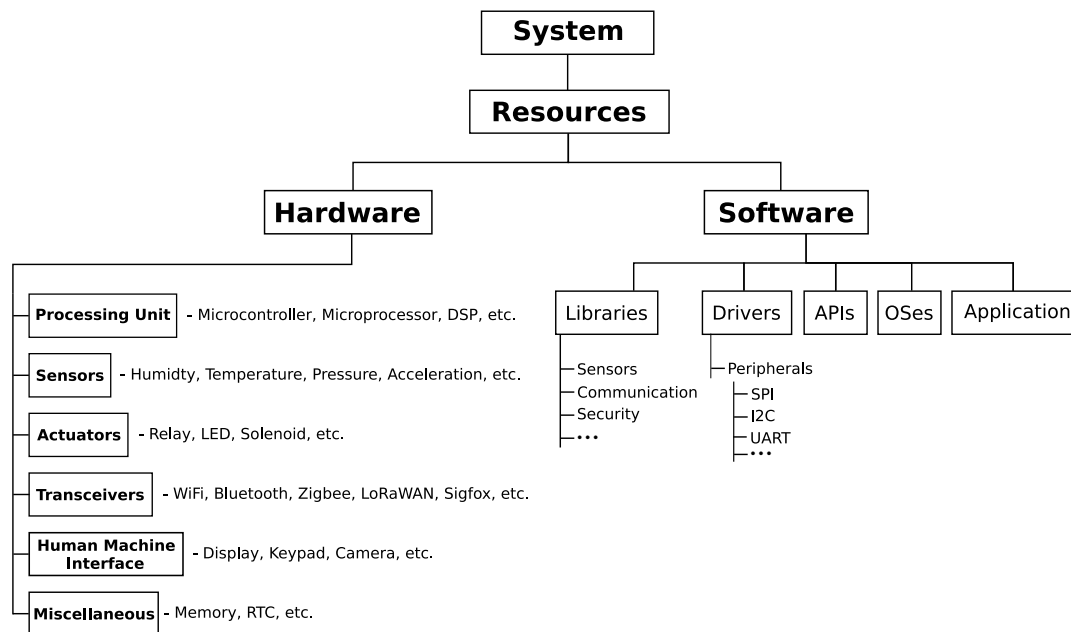 System
Resources
Hardware
Software
Processing Unit - Microcontroller, Microprocessor, DSP, etc.
Sensors - Humidty, Temperature, Pressure, Acceleration, etc.
Actuators - Relay, LED, Solenoid, etc.
Transceivers - WiFi, Bluetooth, Zigbee, LoRaWAN, Sigfox, etc.
Human Machine
Interface
- Display, Keypad, Camera, etc.
Miscellaneous - Memory, RTC, etc.
Libraries
Sensors
Communication
Security
•••
Drivers
Peripherals
SPI
I2C
UART
•••
APIs
OSes
Application